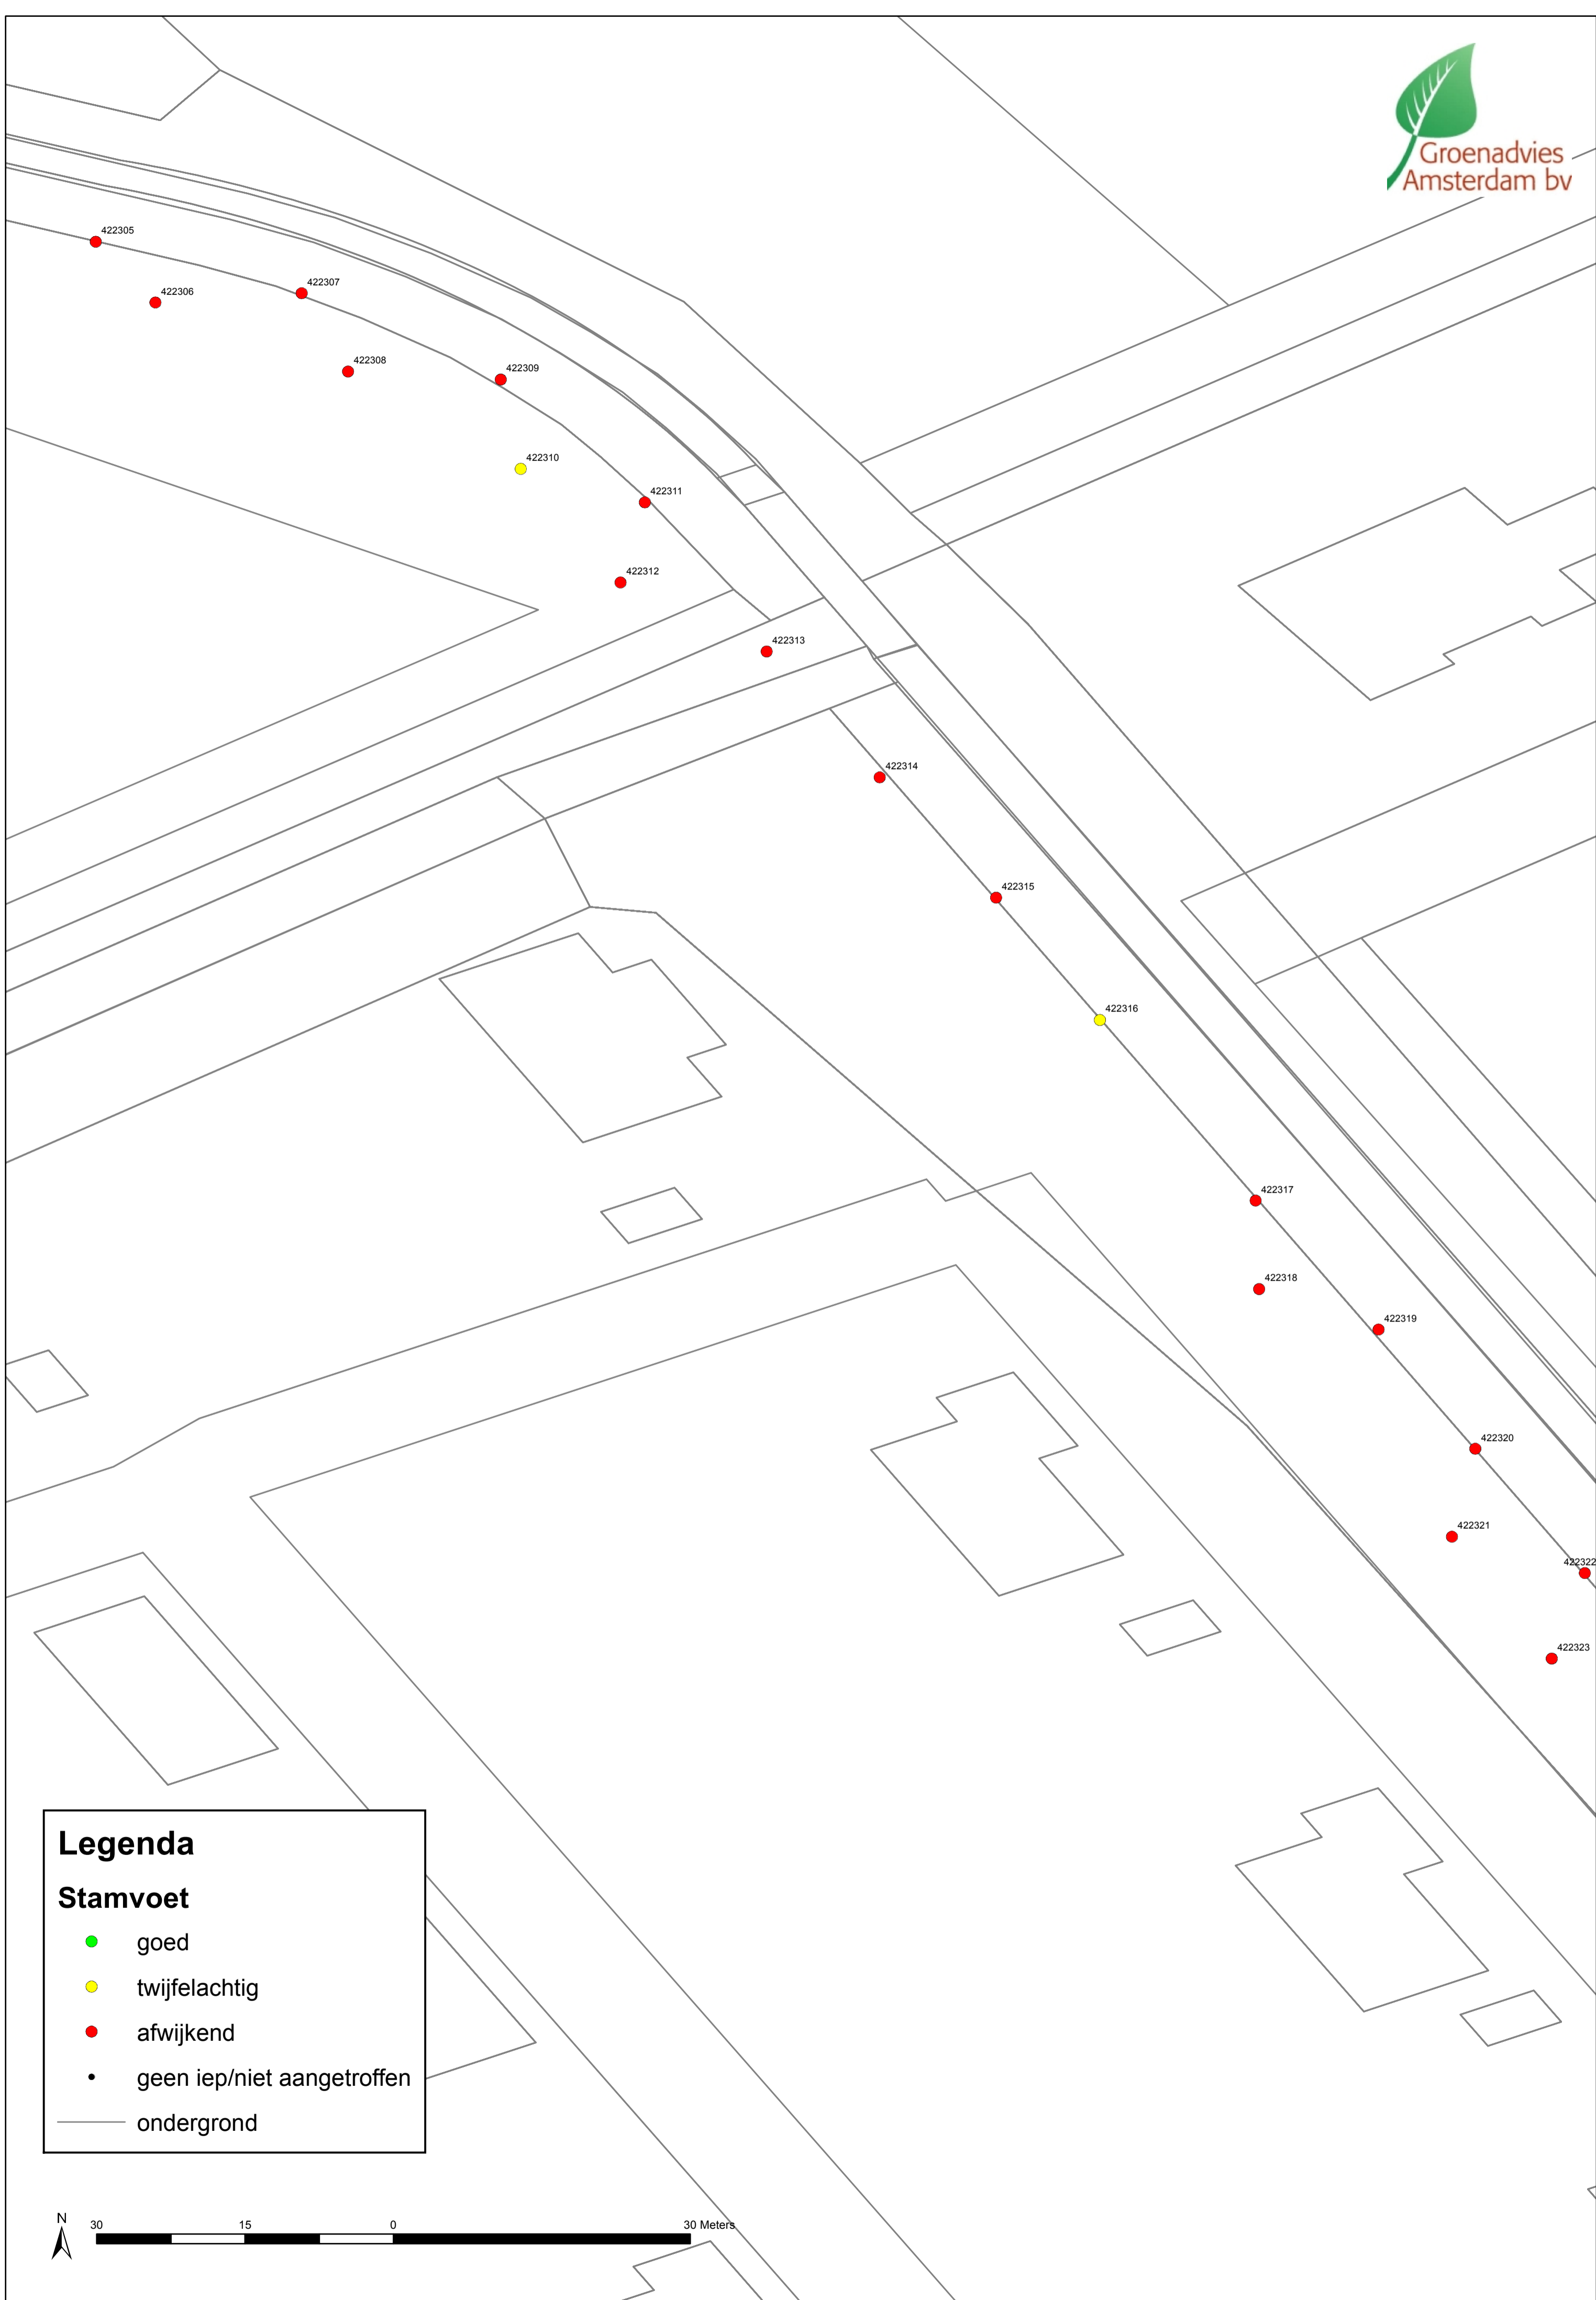 Groenadvies
Amsterdam bv
422305
422306
422307
422308
422309
422310
422311
422312
422313
422314
422315
422316
422317
422318
422319
422320
422321
422322
422323
Legenda
Stamvoet
goed
twijfelachtig
afwijkend
geen iep/niet aangetroffen
ondergrond
N
30 15 0 30 Meters